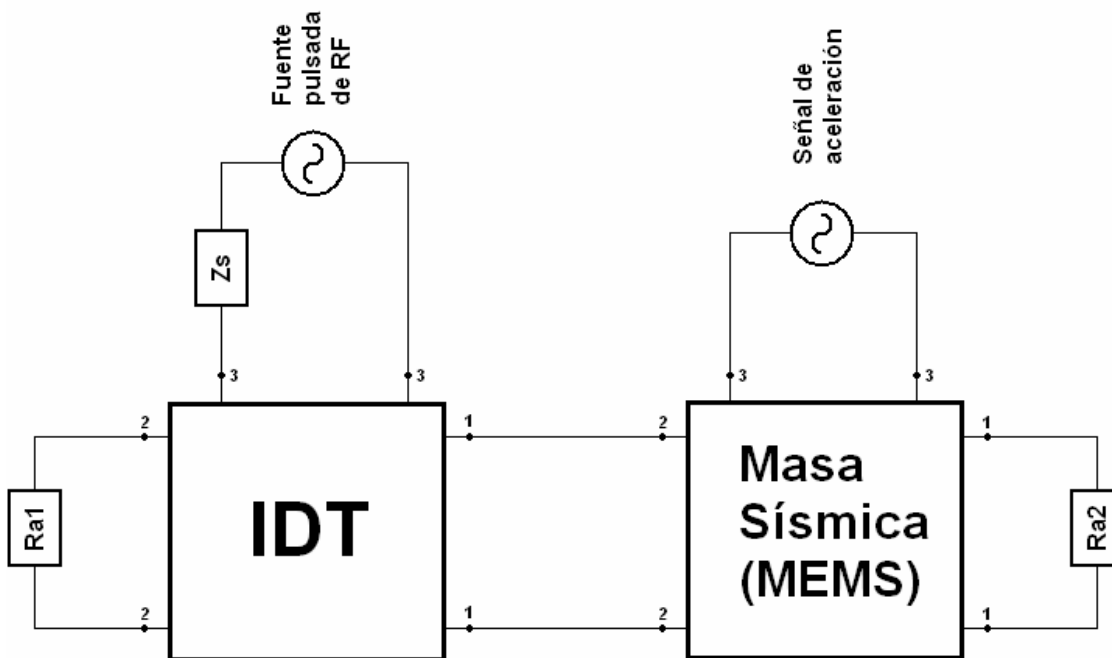 Fuente
pulsada
de RF
Señal de
aceleración
Zs
3
3
3
3
2
1
2
1
Ra1
IDT
Masa
Sísmica
(MEMS)
Ra2
2
1
2
1